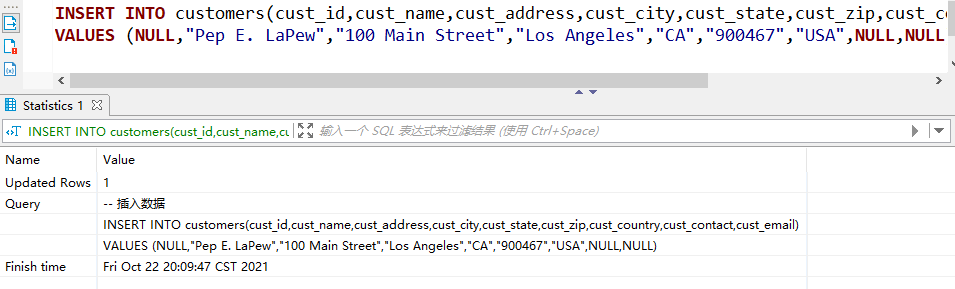 INSERT INTO customers(cust_id,cust_name,cust_address,cust_city,cust_state,cust_zip,cust_co
VALUES (NULL,"Pep E. LaPew","100 Main Street","Los Angeles","CA","900467","USA",NULL,NULL
Statistics 1
INSERT INTO customers(cust_id,cust_name,cu
输入一个 SQL 表达式来过滤结果 (使用 Ctrl+Space)
Name Value
Updated Rows 1
Query -- 插入数据
INSERT INTO customers(cust_id,cust_name,cust_address,cust_city,cust_state,cust_zip,cust_country,cust_contact,cust_email)
VALUES (NULL,"Pep E. LaPew","100 Main Street","Los Angeles","CA","900467","USA",NULL,NULL)
Finish time Fri Oct 22 20:09:47 CST 2021